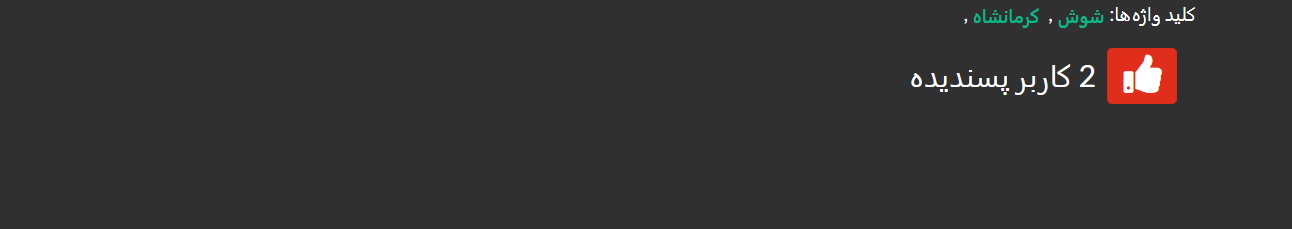 کلید واژه‌ها: شوش , کرمانشاه ,
2 کاربر پسندیده